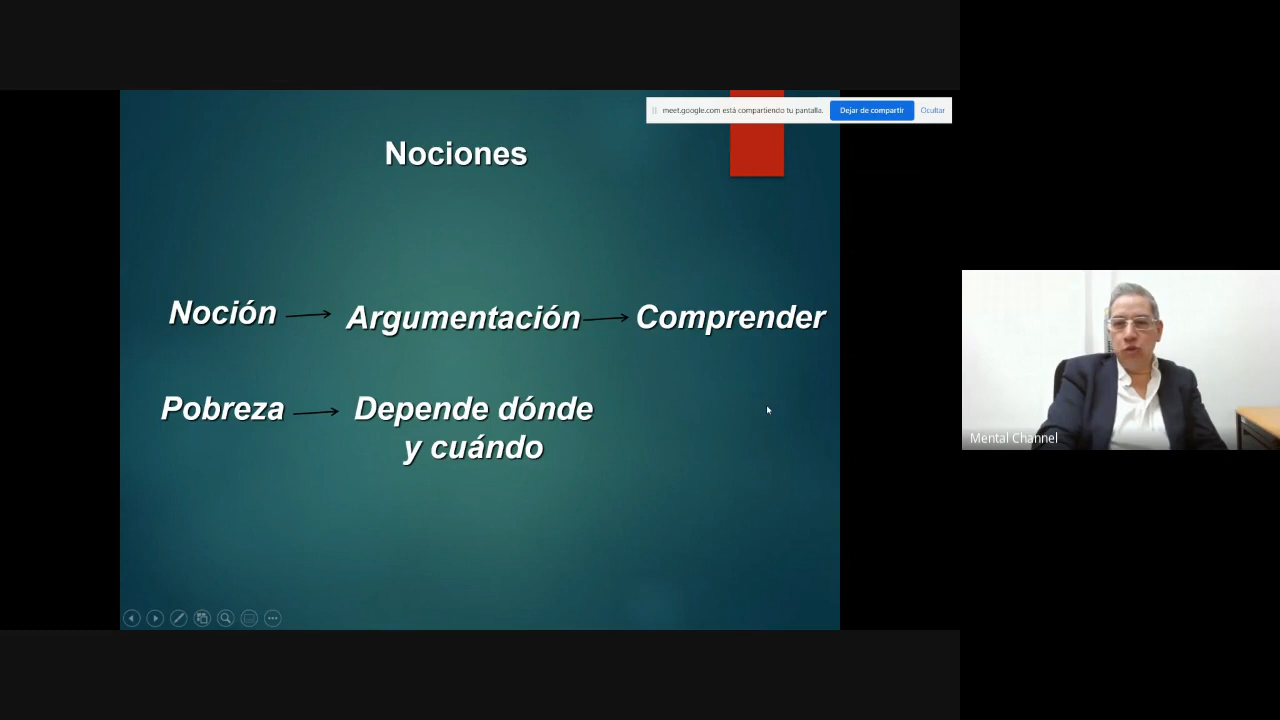 meet.google.com está compartiendo tu pantalla. Dejar de compartir Ocultar
Nociones
Noción Argumentación Comprender
Pobreza Depende dónde
y cuándo
Mental Channel